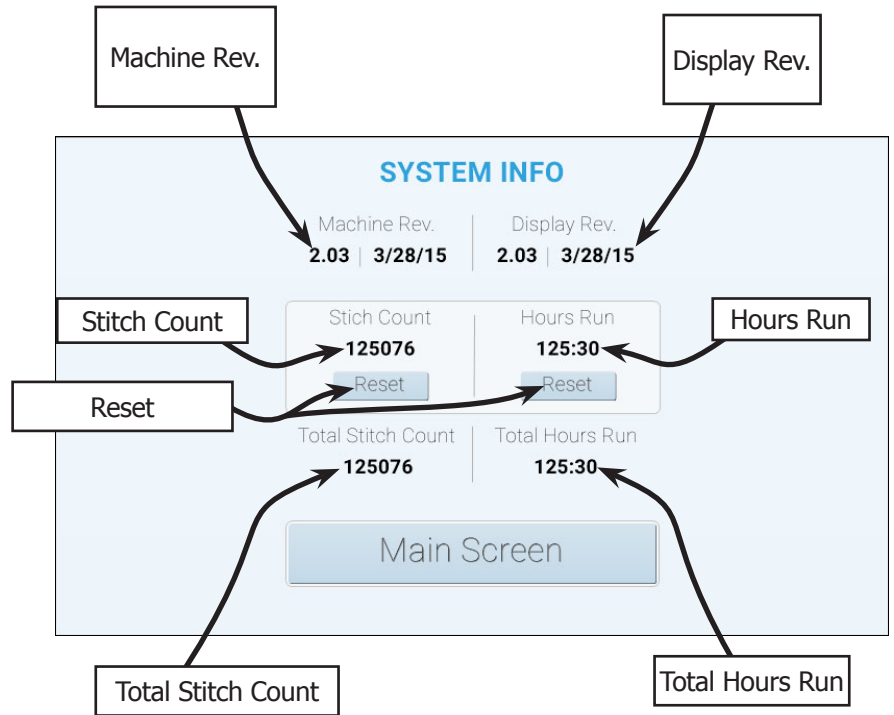 Machine Rev.
Display Rev.
SYSTEM INFO
Machine Rev.
Display Rev.
2.03 | 3/28/15
2.03 | 3/28/15
Stitch Count
Stich Count
Hours Run
Hours Run
125076
125:30
Reset
Reset
Reset
Total Stitch Count
Total Hours Run
125076
125:30
Main Screen
Total Stitch Count
Total Hours Run